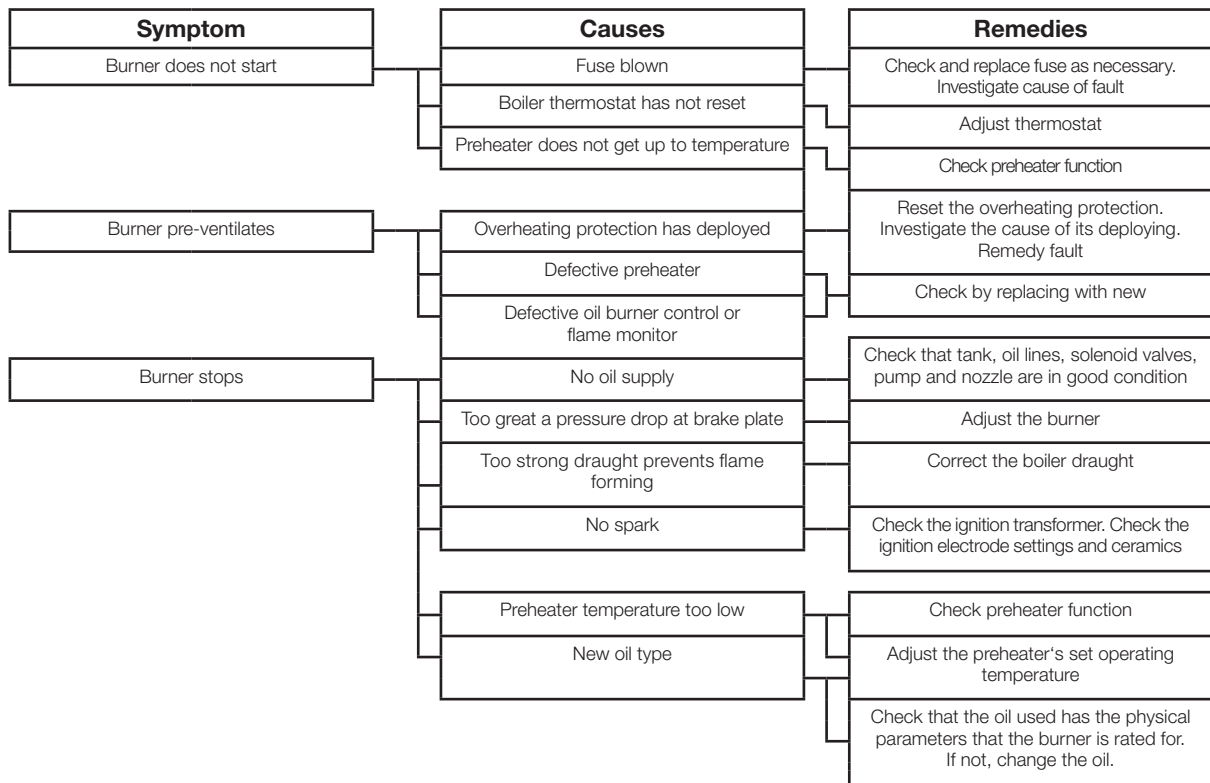 Symptom
Causes
Remedies
Burner does not start
Fuse blown
Check and replace fuse as necessary.
Investigate cause of fault
Boiler thermostat has not reset
Adjust thermostat
Preheater does not get up to temperature
Check preheater function
Burner pre-ventilates
Overheating protection has deployed
Reset the overheating protection.
Investigate the cause of its deploying.
Remedy fault
Defective preheater
Defective oil burner control or
flame monitor
Check by replacing with new
Burner stops
No oil supply
Check that tank, oil lines, solenoid valves,
pump and nozzle are in good condition
Too great a pressure drop at brake plate
Adjust the burner
Too strong draught prevents flame
forming
Correct the boiler draught
No spark
Check the ignition transformer. Check the
ignition electrode settings and ceramics
Preheater temperature too low
Check preheater function
New oil type
Adjust the preheater‘s set operating
temperature
Check that the oil used has the physical
parameters that the burner is rated for.
If not, change the oil.